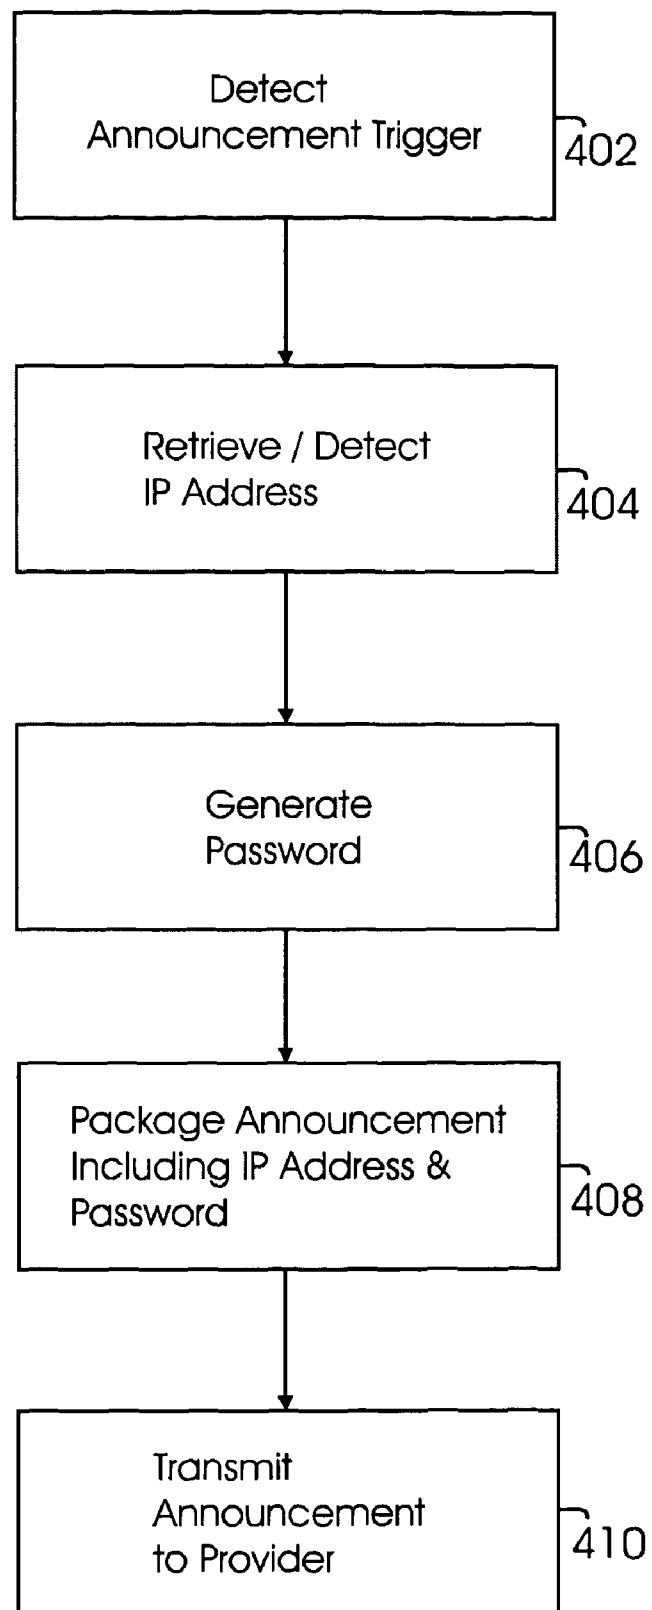 Detect
Announcement Trigger
402
Retrieve / Detect
IP Address
404
Generate
Password
406
Package Announcement
Including IP Address &
Password
408
Transmit
Announcement
to Provider
410